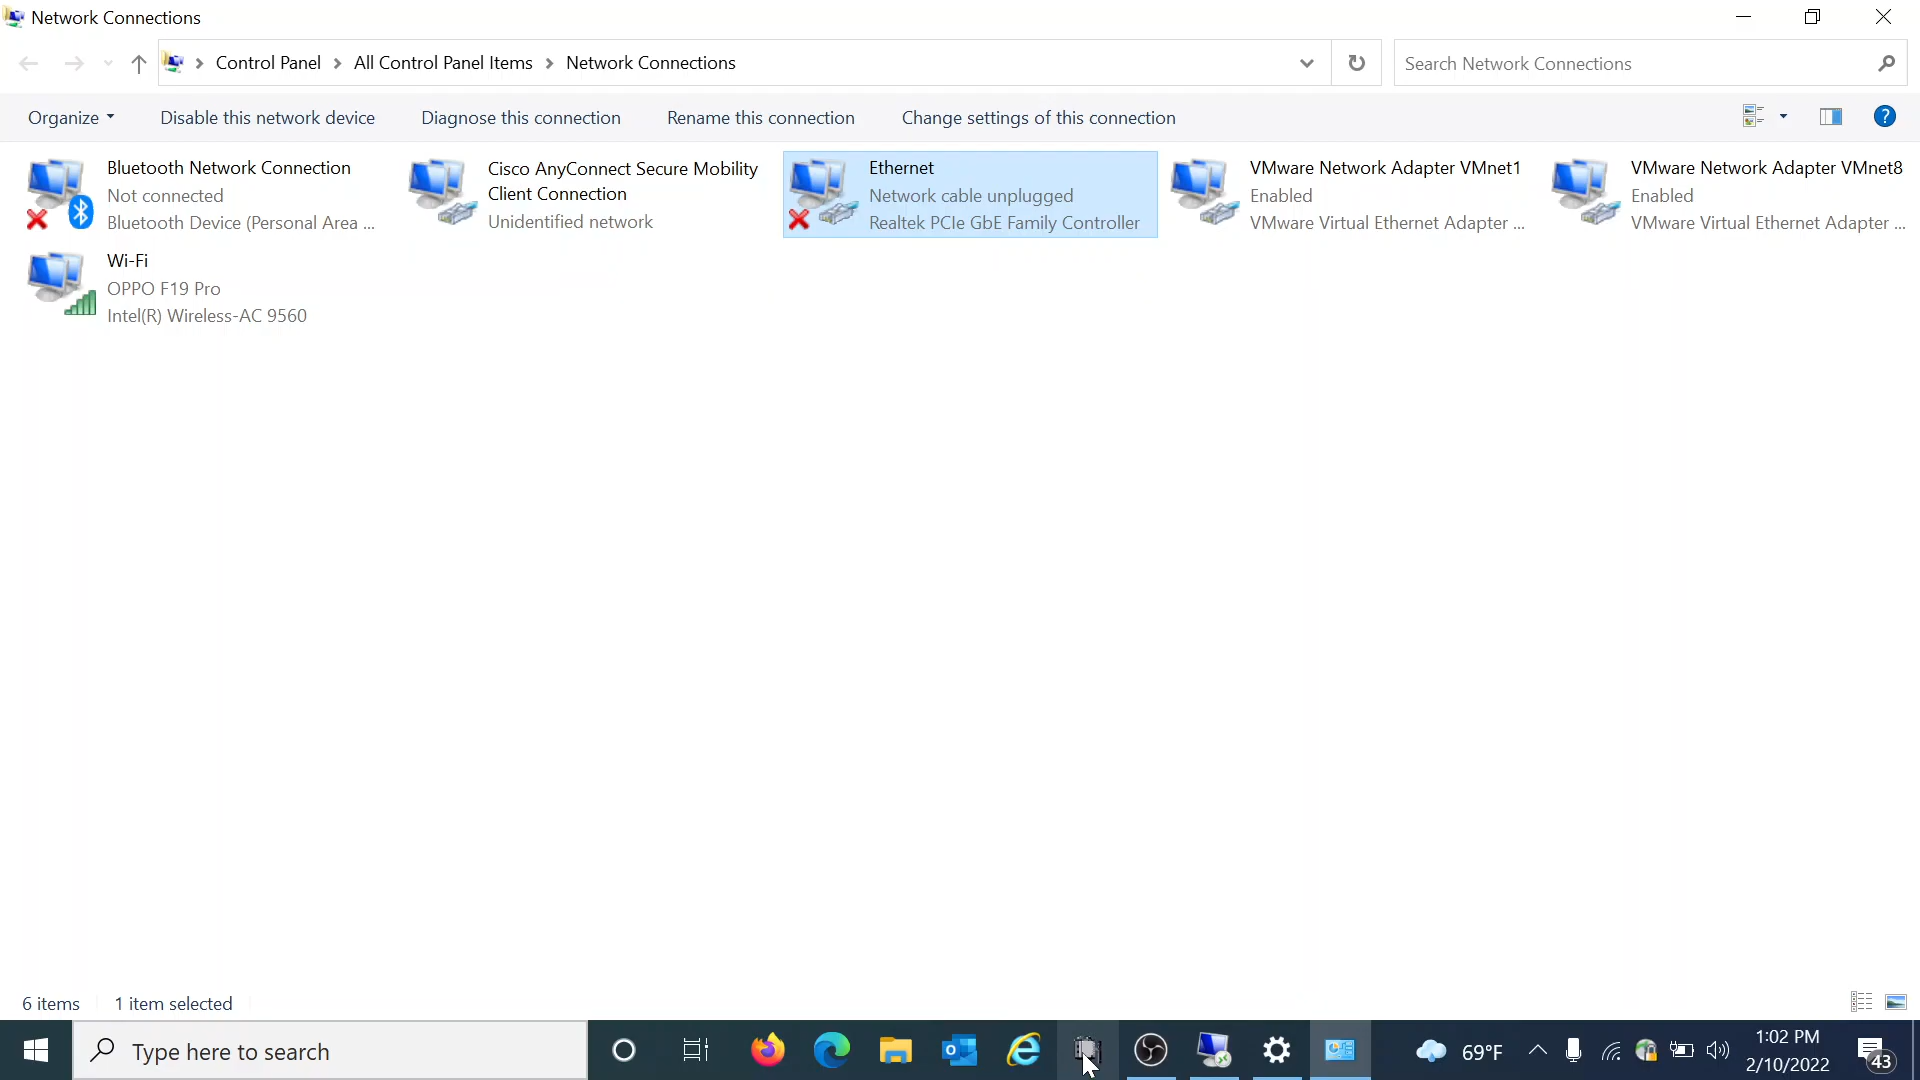 Network Connections
Control Panel > All Control Panel Items > Network Connections
Search Network Connections
Organize
Disable this network device
Diagnose this connection
Rename this connection
Change settings of this connection
Bluetooth Network Connection
Not connected
Bluetooth Device (Personal Area ...
Cisco AnyConnect Secure Mobility
Client Connection
Unidentified network
Ethernet
Network cable unplugged
Realtek PCIe GbE Family Controller
VMware Network Adapter VMnet1
Enabled
VMware Virtual Ethernet Adapter ...
VMware Network Adapter VMnet8
Enabled
VMware Virtual Ethernet Adapter ...
Wi-Fi
OPPO F19 Pro
Intel(R) Wireless-AC 9560
6 items
1 item selected
Type here to search
69°F
1:02 PM
2/10/2022
43